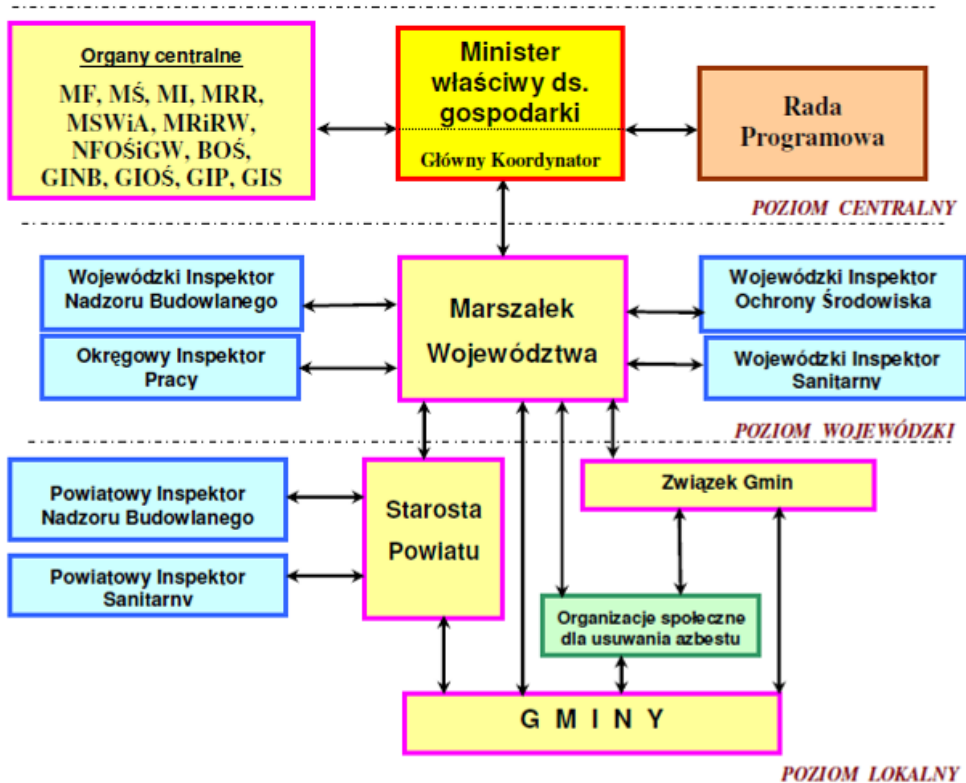 Organy centralne
MF, MŚ, MI, MRR,
MSWiA, MRiRW,
NFOŚiGW, BOŚ,
GINB, GIOŚ, GIP, GIS
Minister
właściwy ds.
gospodarki
Główny Koordynator
Rada
Programowa
POZIOM CENTRALNY
Wojewódzki Inspektor
Nadzoru Budowlanego
Okręgowy Inspektor
Pracy
Marszałek
Województwa
Wojewódzki Inspektor
Ochrony Środowiska
Wojewódzki Inspektor
Sanitarny
POZIOM WOJEWÓDZKI
Powiatowy Inspektor
Nadzoru Budowlanego
Powiatowy Inspektor
Sanitarny
Starosta
Powiatu
Związek Gmin
Organizacje społeczne
dla usuwania azbestu
G M I N Y
POZIOM LOKALNY